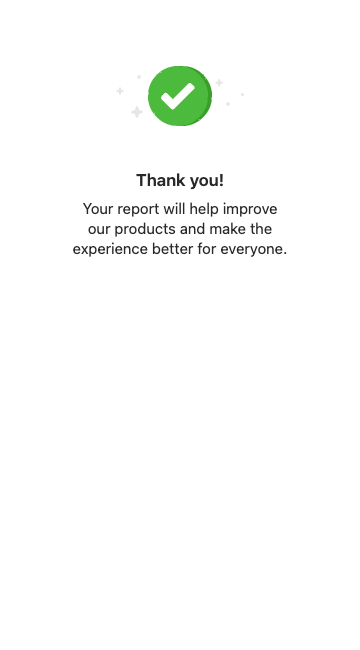 Thank you!
Your report will help improve
our products and make the
experience better for everyone.